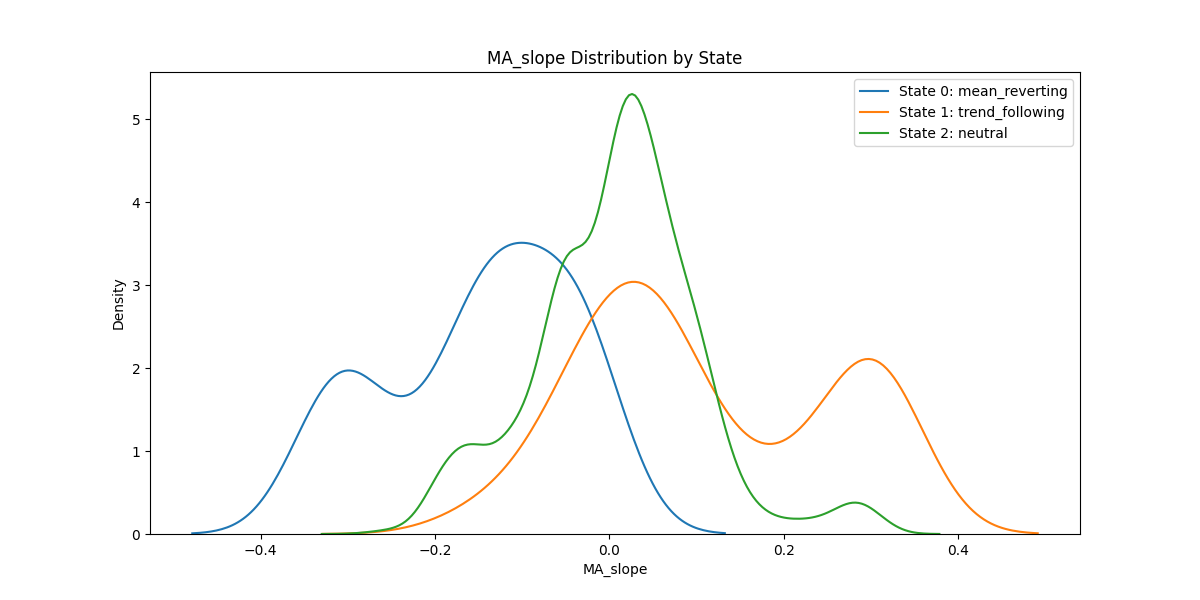 MA_slope Distribution by State
State 0: mean_reverting
State 1: trend_following
State 2: neutral
Density
5
4
3
2
1
0
−0.4 −0.2 0.0 0.2 0.4
MA_slope